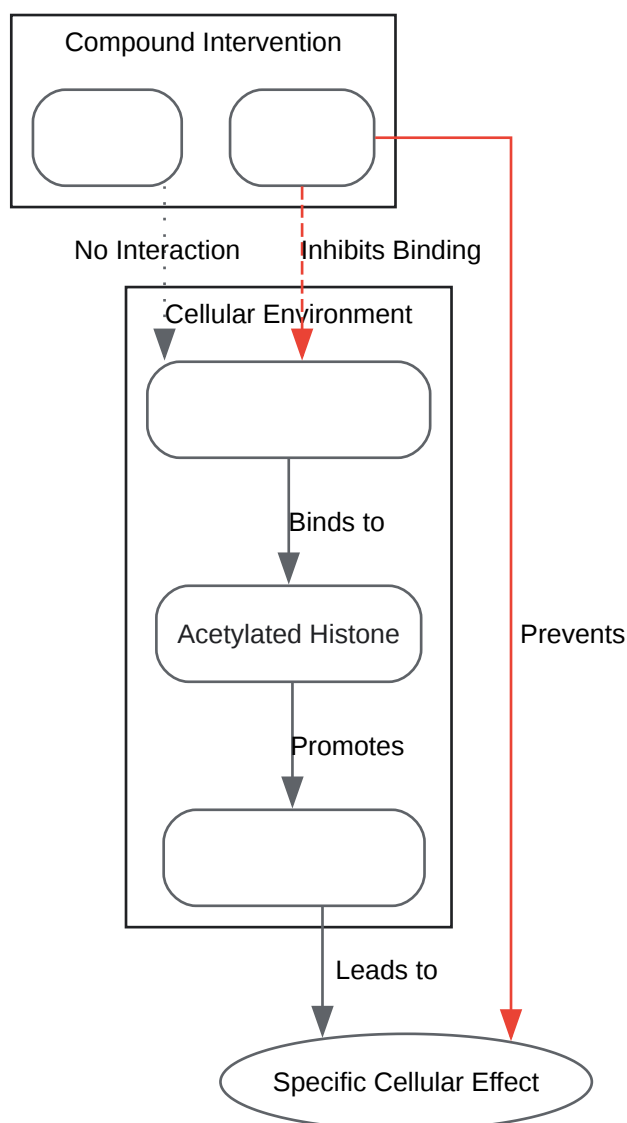 Compound Intervention
No Interaction
Inhibits Binding
Cellular Environment
Binds to
Acetylated Histone
Prevents
Promotes
Leads to
Specific Cellular Effect